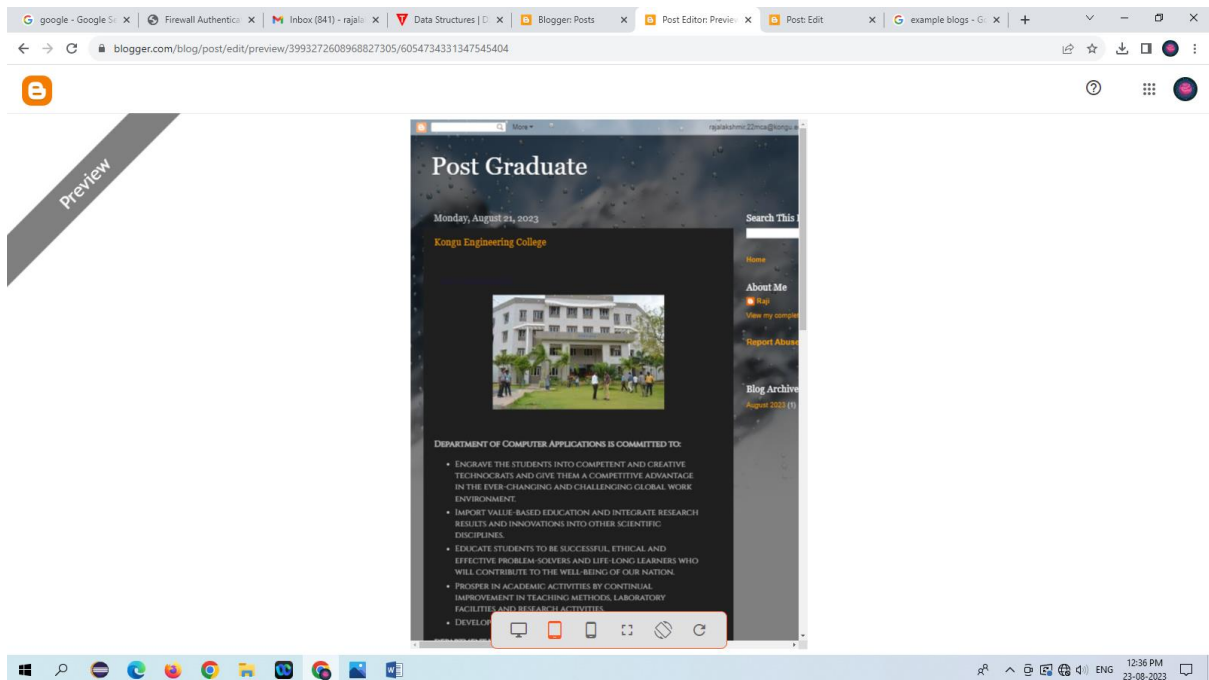 google - Google Se
Firewall Authentica
Inbox (841) - rajala
Data Structures | D
Blogger: Posts
Post Editor: Preview
Post: Edit
example blogs - Go
blogger.com/blog/post/edit/preview/3993272608968827305/6054734331347545404
Preview
More
rajalakshmir.22mca@kongu.e
Post Graduate
Monday, August 21, 2023
Kongu Engineering College
Search This
Home
About Me
Raji
View my complet
Report Abuse
Blog Archive
August 2023 (1)
DEPARTMENT OF COMPUTER APPLICATIONS IS COMMITTED TO:
• ENGRAVE THE STUDENTS INTO COMPETENT AND CREATIVE
TECHNOCRATS AND GIVE THEM A COMPETITIVE ADVANTAGE
IN THE EVER-CHANGING AND CHALLENGING GLOBAL WORK
ENVIRONMENT.
• IMPORT VALUE-BASED EDUCATION AND INTEGRATE RESEARCH
RESULTS AND INNOVATIONS INTO OTHER SCIENTIFIC
DISCIPLINES.
• EDUCATE STUDENTS TO BE SUCCESSFUL, ETHICAL AND
EFFECTIVE PROBLEM-SOLVERS AND LIFE-LONG LEARNERS WHO
WILL CONTRIBUTE TO THE WELL-BEING OF OUR NATION.
• PROSPER IN ACADEMIC ACTIVITIES BY CONTINUAL
IMPROVEMENT IN TEACHING METHODS, LABORATORY
FACILITIES AND RESEARCH ACTIVITIES.
• DEVELOP
ENG
12:36 PM
23-08-2023